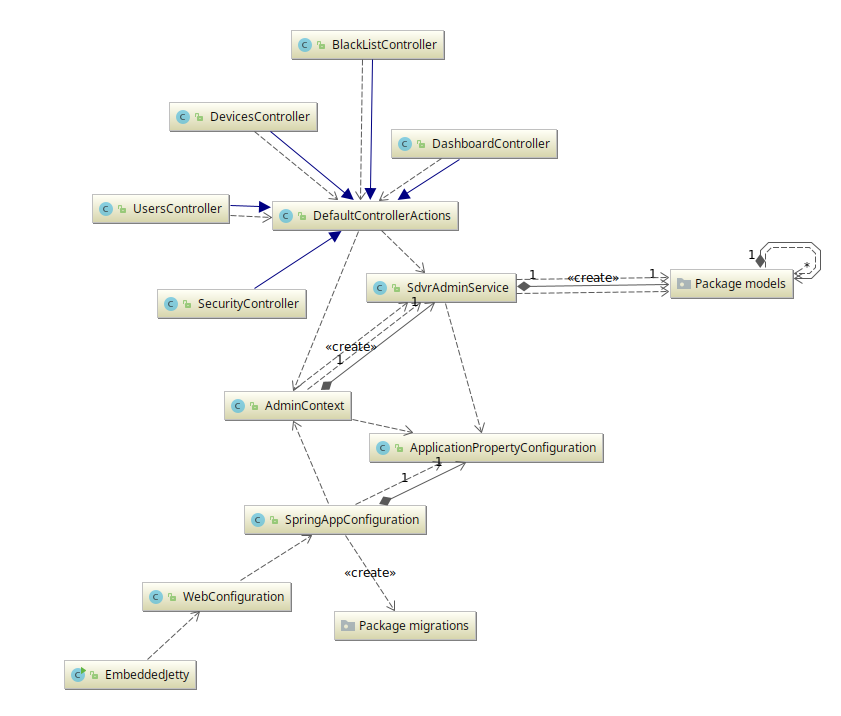 BlackListController
DevicesController
DashboardController
UsersController
DefaultControllerActions
1
*
SdvrAdminService
1
«create»
1
Package models
SecurityController
1
«create»
1
AdminContext
ApplicationPropertyConfiguration
1
1
SpringAppConfiguration
«create»
WebConfiguration
Package migrations
EmbeddedJetty